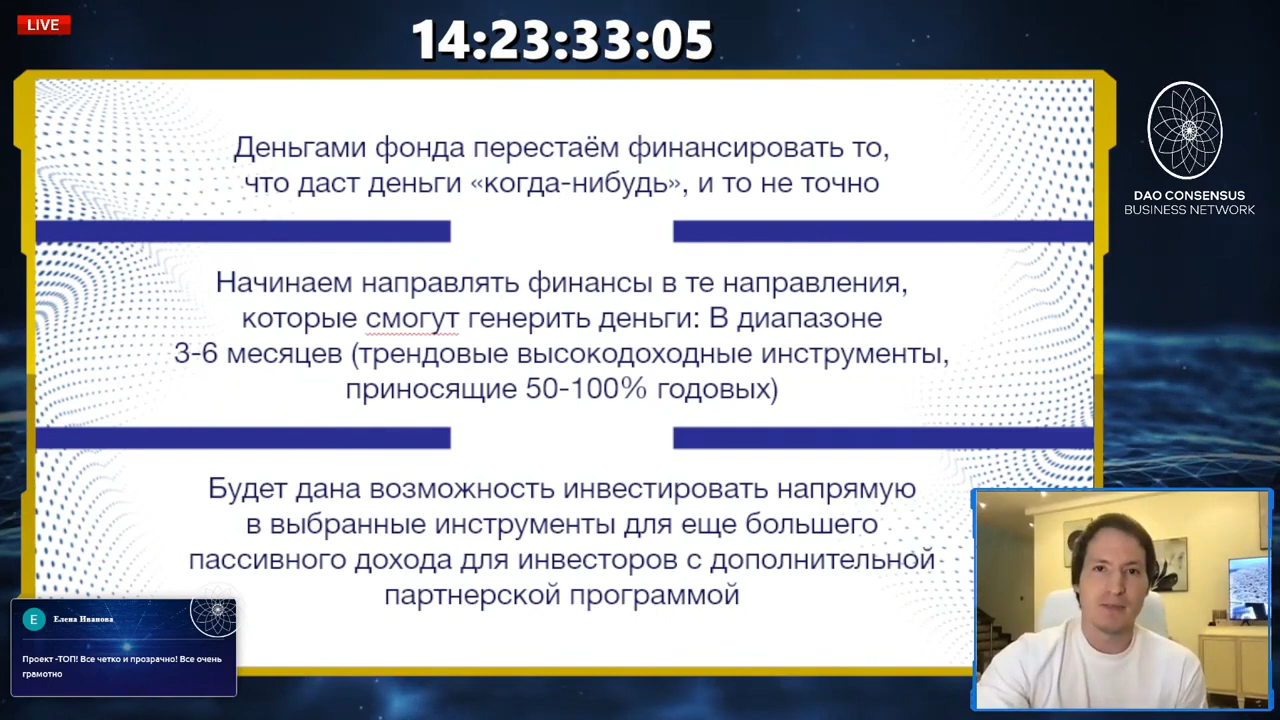 LIVE
14:23:33:05
DAO CONSENSUS
BUSINESS NETWORK
Деньгами фонда перестаём финансировать то,
что даст деньги «когда-нибудь», и то не точно
Начинаем направлять финансы в те направления,
которые смогут генерить деньги: В диапазоне
3-6 месяцев (трендовые высокодоходные инструменты,
приносящие 50-100% годовых)
Будет дана возможность инвестировать напрямую
в выбранные инструменты для еще большего
пассивного дохода для инвесторов с дополнительной
партнерской программой
E
Елена Иванова
Проект -ТОП! Все четко и прозрачно! Все очень
грамотно